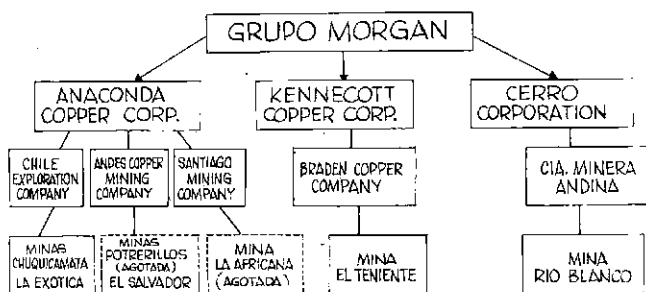 GRUPO MORGAN
ANACONDA
COPPER CORP.
KENNECOTT
COPPER CORP.
CERRO
CORPORATION
CHILE
EXPLORATION
COMPANY
ANDES COPPER
MINING
COMPANY
SANTIAGO
MINING
COMPANY
BRADEN COPPER
COMPANY
CIA. MINERA
ANDINA
MINAS
CHUQUICAMATA
LA EXOTICA
MINAS
POTRERILLOS
(AGOTADA)
EL SALVADOR
MINA
LA AFRICANA
(AGOTADA)
MINA
EL TENIENTE
MINA
RIO BLANCO